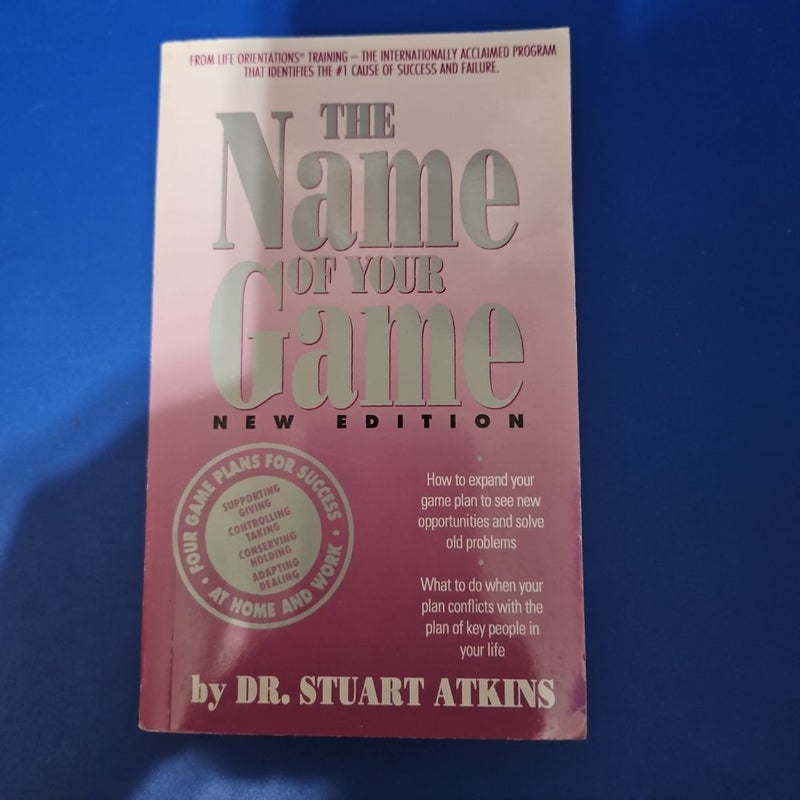 FROM LIFE ORIENTATIONS® TRAINING – THE INTERNATIONALLY ACCLAIMED PROGRAM
THAT IDENTIFIES THE #1 CAUSE OF SUCCESS AND FAILURE.
THE
Name
OF YOUR
Game
NEW EDITION
• FOUR GAME PLANS FOR SUCCESS •
AT HOME AND WORK
SUPPORTING
GIVING
CONTROLLING
TAKING
CONSERVING
HOLDING
ADAPTING
DEALING
How to expand your
game plan to see new
opportunities and solve
old problems
What to do when your
plan conflicts with the
plan of key people in
your life
by DR. STUART ATKINS